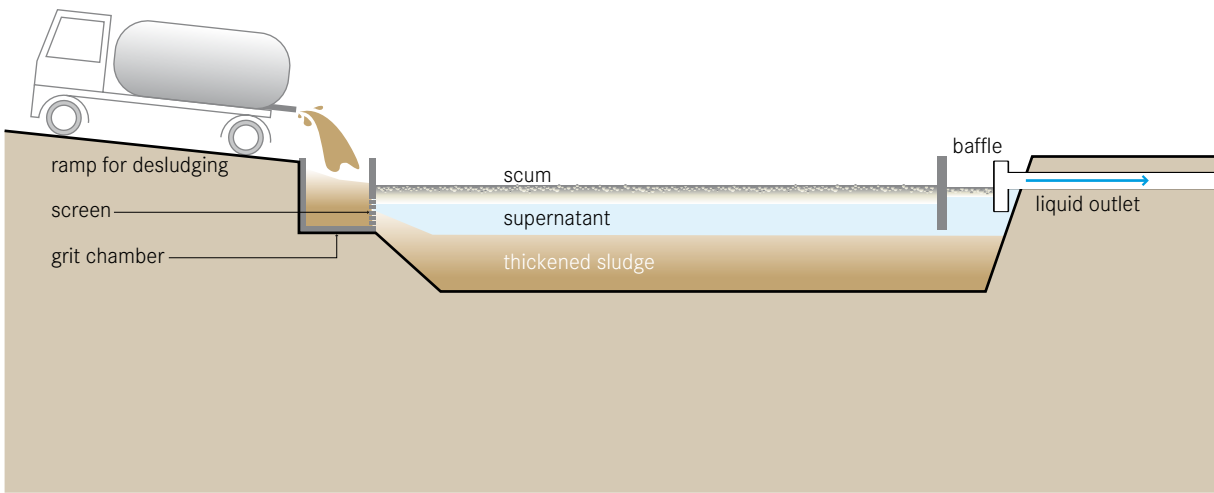 baffle
ramp for desludging
scum
screen
supernatant
liquid outlet
grit chamber
thickened sludge